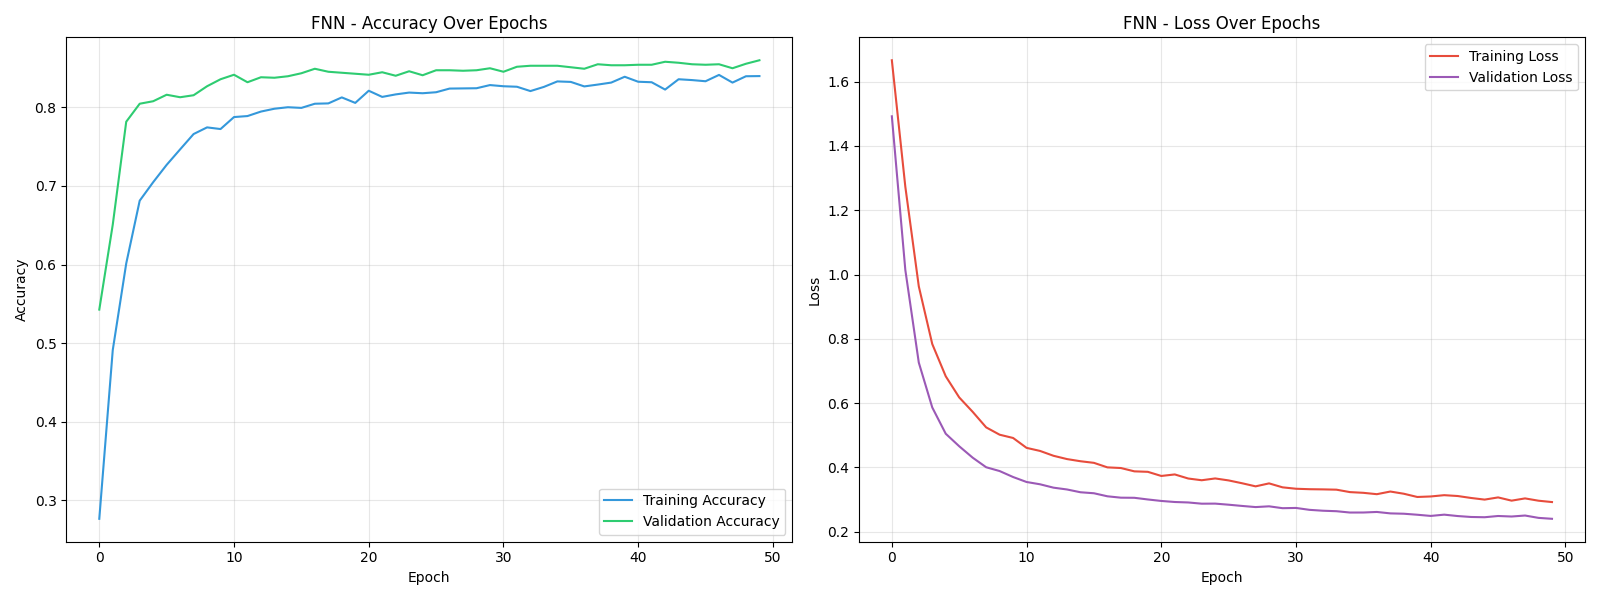 FNN - Accuracy Over Epochs
Accuracy
0.8
0.7
0.6
0.5
0.4
0.3
0 10 20 30 40 50
Epoch
Training Accuracy
Validation Accuracy
FNN - Loss Over Epochs
Loss
1.6
1.4
1.2
1.0
0.8
0.6
0.4
0.2
0 10 20 30 40 50
Epoch
Training Loss
Validation Loss